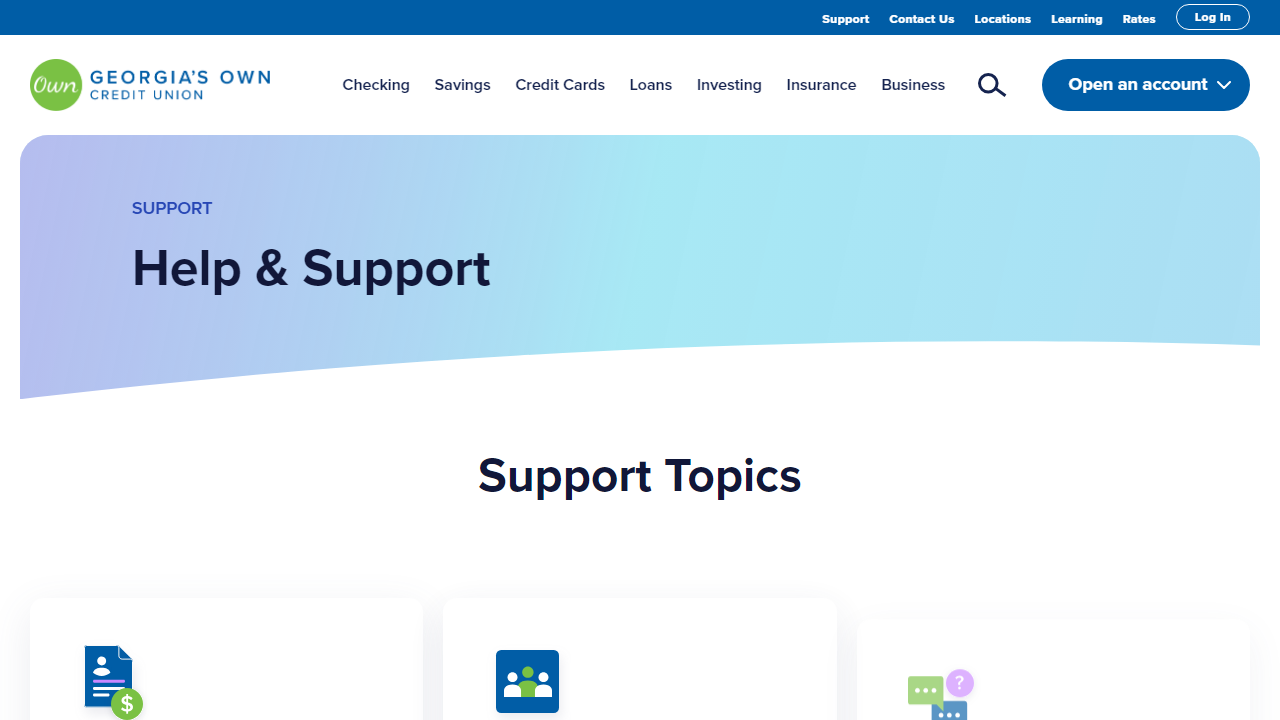 Support Contact Us Locations Learning Rates Log In
Own GEORGIA'S OWN
CREDIT UNION
Checking Savings Credit Cards Loans Investing Insurance Business Open an account
SUPPORT
Help & Support
Support Topics
$
?